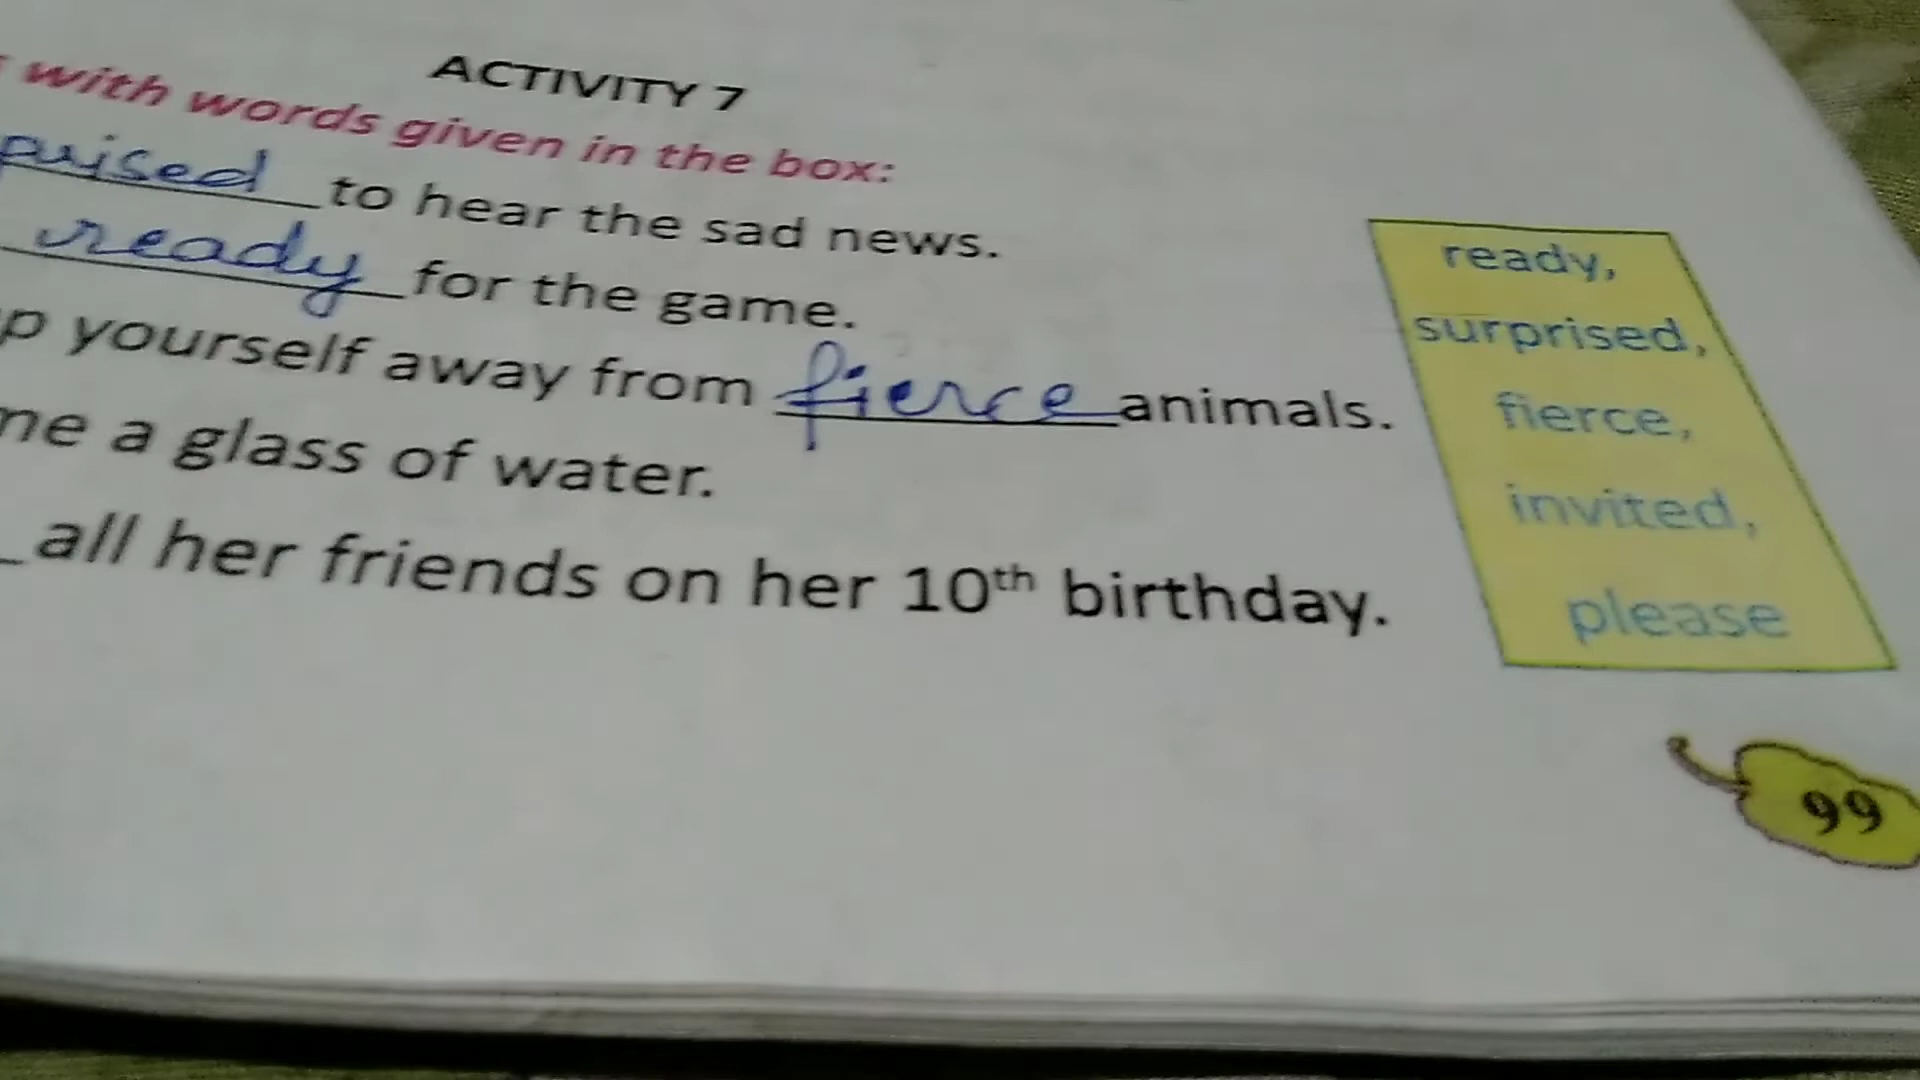 ACTIVITY 7
with words given in the box:
prised to hear the sad news.
ready for the game.
p yourself away from fierce animals.
me a glass of water.
all her friends on her 10th birthday.
ready,
surprised,
fierce,
invited,
please
99